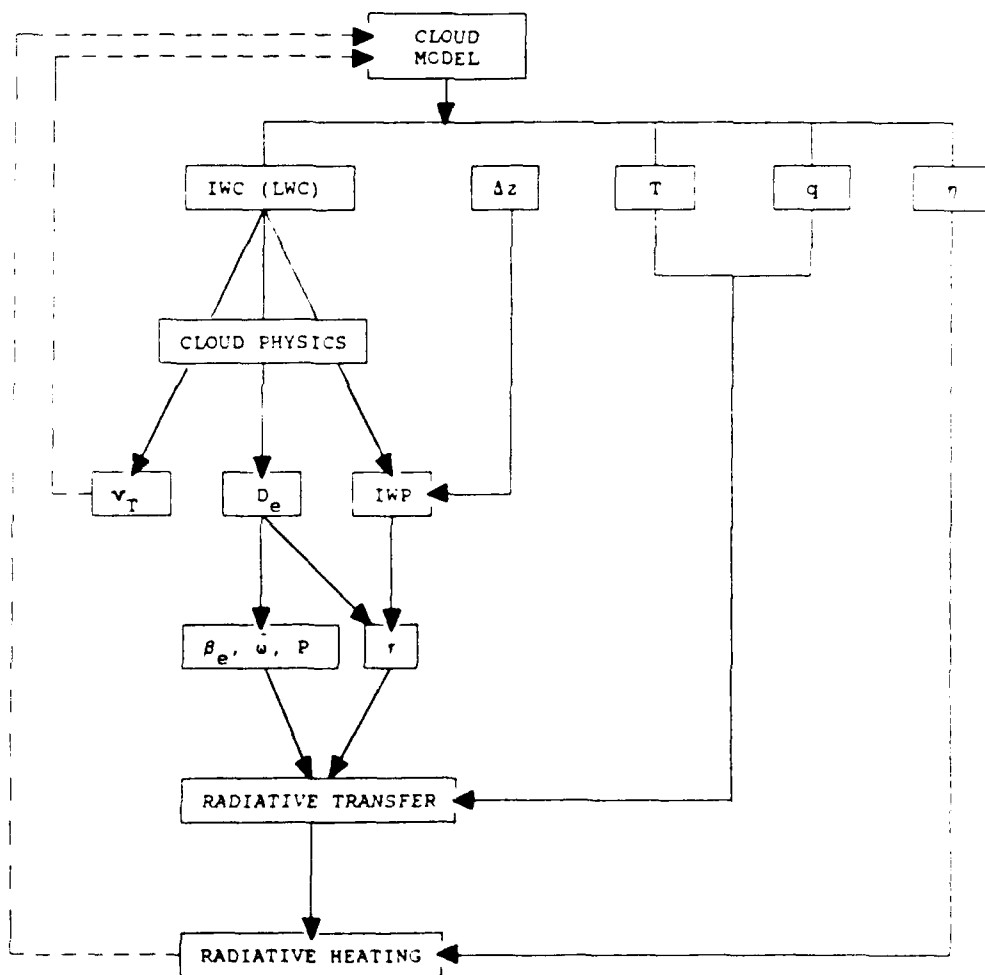 CLOUD
MODEL
IWC (LWC)
Δz
T
q
η
CLOUD PHYSICS
v_T
D_e
IWP
β_e, ω̃, P
τ
RADIATIVE TRANSFER
RADIATIVE HEATING